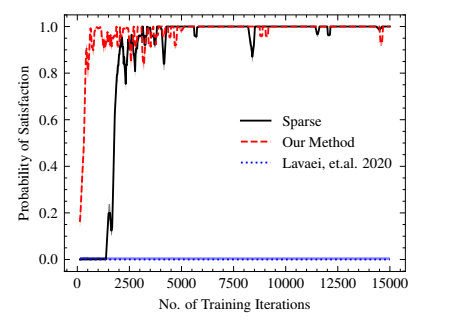 Probability of Satisfaction
1.0
0.8
0.6
0.4
0.2
0.0
Sparse
Our Method
Lavaei, et.al. 2020
0 2500 5000 7500 10000 12500 15000
No. of Training Iterations